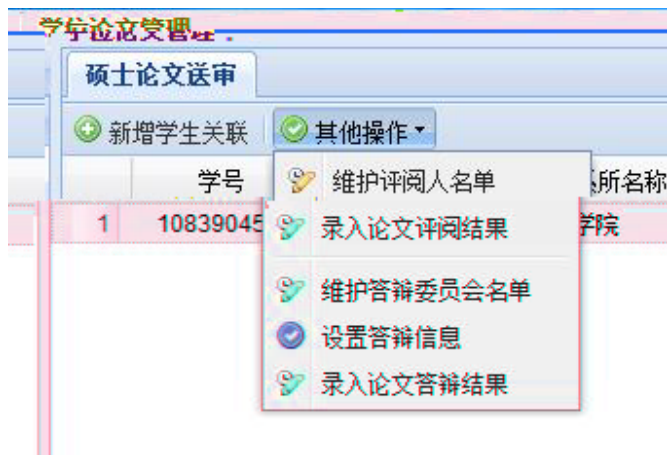 学位论文管理
硕士论文送审
新增学生关联 其他操作
学号 系所名称
维护评阅人名单
1 10839045 学院
录入论文评阅结果
维护答辩委员会名单
设置答辩信息
录入论文答辩结果